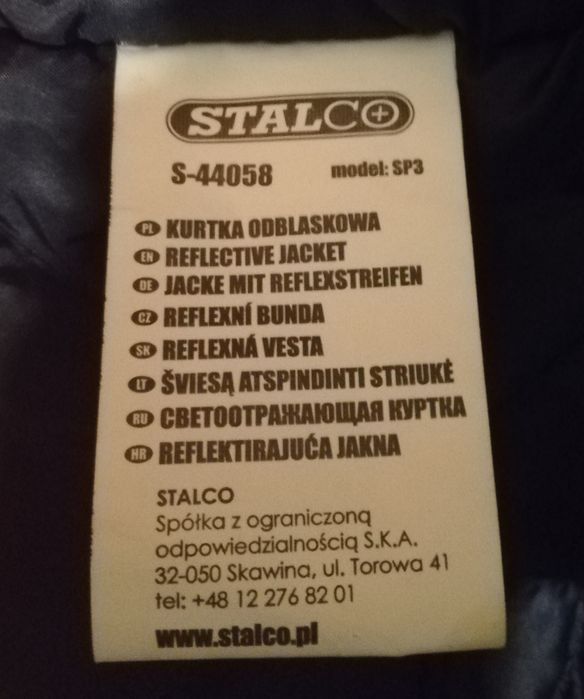 STALCO
S-44058 model: SP3
PL KURTKA ODBLASKOWA
EN REFLECTIVE JACKET
DE JACKE MIT REFLEXSTREIFEN
CZ REFLEXNÍ BUNDA
SK REFLEXNÁ VESTA
LT ŠVIESĄ ATSPINDINTI STRIUKĖ
RU СВЕТООТРАЖАЮЩАЯ КУРТКА
HR REFLEKTIRAJUĆA JAKNA
STALCO
Spółka z ograniczoną
odpowiedzialnością S.K.A.
32-050 Skawina, ul. Torowa 41
tel: +48 12 276 82 01
www.stalco.pl